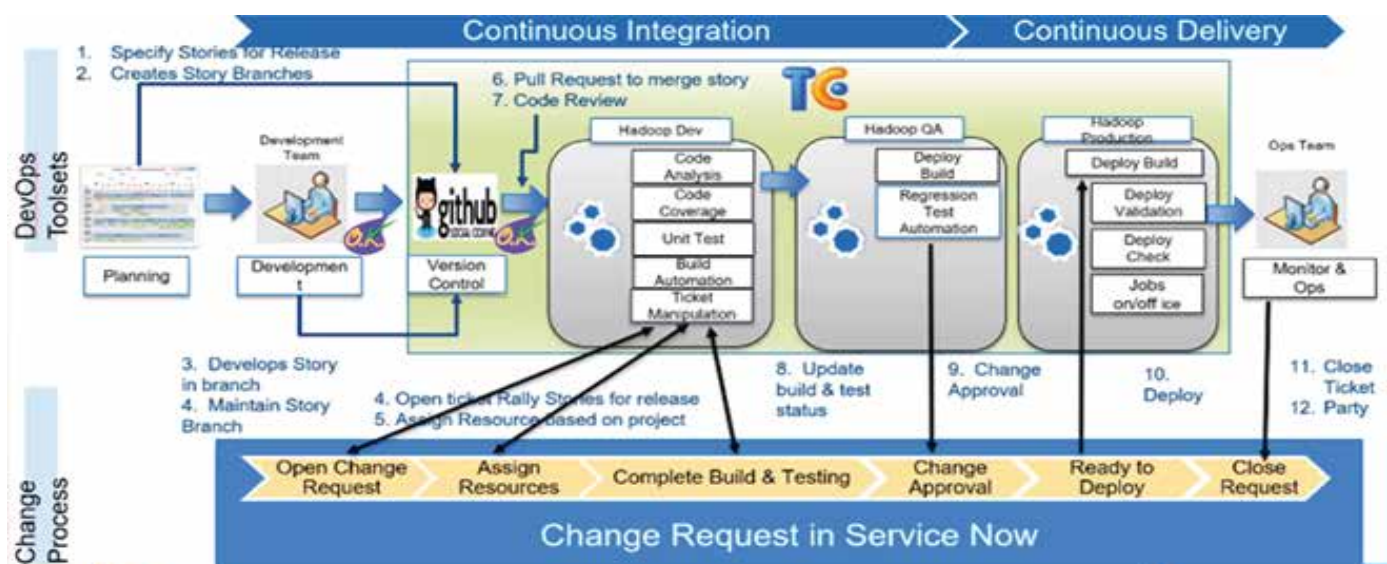 Continuous Integration
Continuous Delivery
DevOps
Toolsets
1. Specify Stories for Release
2. Creates Story Branches
6. Pull Request to merge story
7. Code Review
TC
Development
Team
Hadoop Dev
Hadoop QA
Hadoop
Production
Ops Team
Code
Analysis
Code
Coverage
Unit Test
Build
Automation
Ticket
Manipulation
Deploy
Build
Regression
Test
Automation
Deploy Build
Deploy
Validation
Deploy
Check
Jobs
on/off ice
github
SOCIAL CODING
O.K
O.K
Planning
Developmen
t
Version
Control
Monitor &
Ops
3. Develops Story
in branch
4. Maintain Story
Branch
4. Open ticket Rally Stories for release
5. Assign Resource based on project
8. Update
build & test
status
9. Change
Approval
10.
Deploy
11. Close
Ticket
12. Party
Change
Process
Open Change
Request
Assign
Resources
Complete Build & Testing
Change
Approval
Ready to
Deploy
Close
Request
Change Request in Service Now